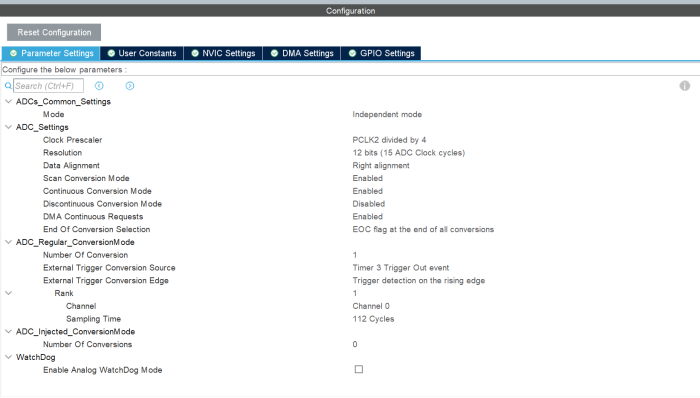 Configuration
Reset Configuration
Parameter Settings User Constants NVIC Settings DMA Settings GPIO Settings
Configure the below parameters :
Search (Ctrl+F)
ADCs_Common_Settings
Mode Independent mode
ADC_Settings
Clock Prescaler PCLK2 divided by 4
Resolution 12 bits (15 ADC Clock cycles)
Data Alignment Right alignment
Scan Conversion Mode Enabled
Continuous Conversion Mode Enabled
Discontinuous Conversion Mode Disabled
DMA Continuous Requests Enabled
End Of Conversion Selection EOC flag at the end of all conversions
ADC_Regular_ConversionMode
Number Of Conversion 1
External Trigger Conversion Source Timer 3 Trigger Out event
External Trigger Conversion Edge Trigger detection on the rising edge
Rank 1
Channel Channel 0
Sampling Time 112 Cycles
ADC_Injected_ConversionMode
Number Of Conversions 0
WatchDog
Enable Analog WatchDog Mode